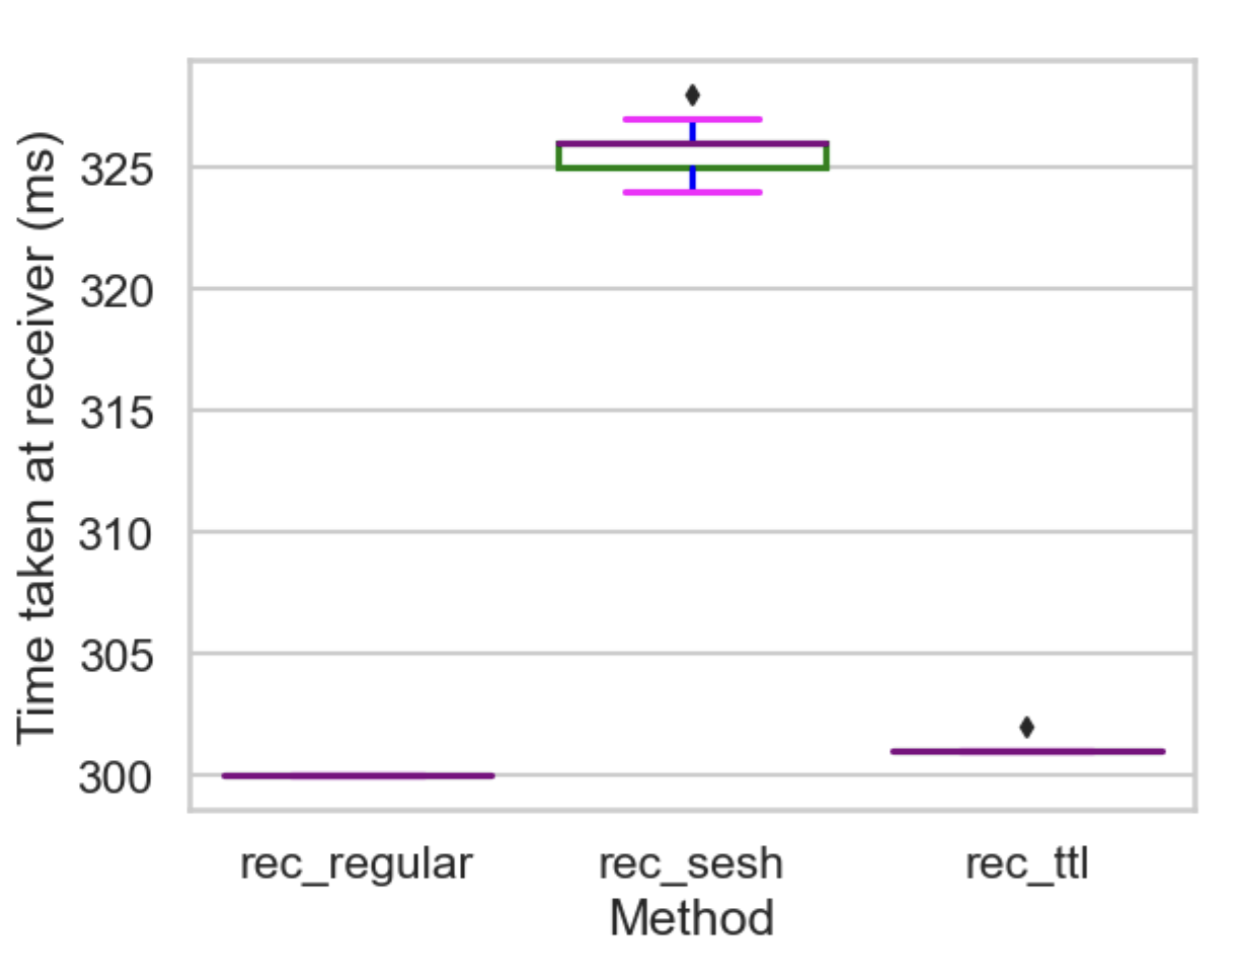 Time taken at receiver (ms)
325
320
315
310
305
300
rec_regular
rec_sesh
rec_ttl
Method